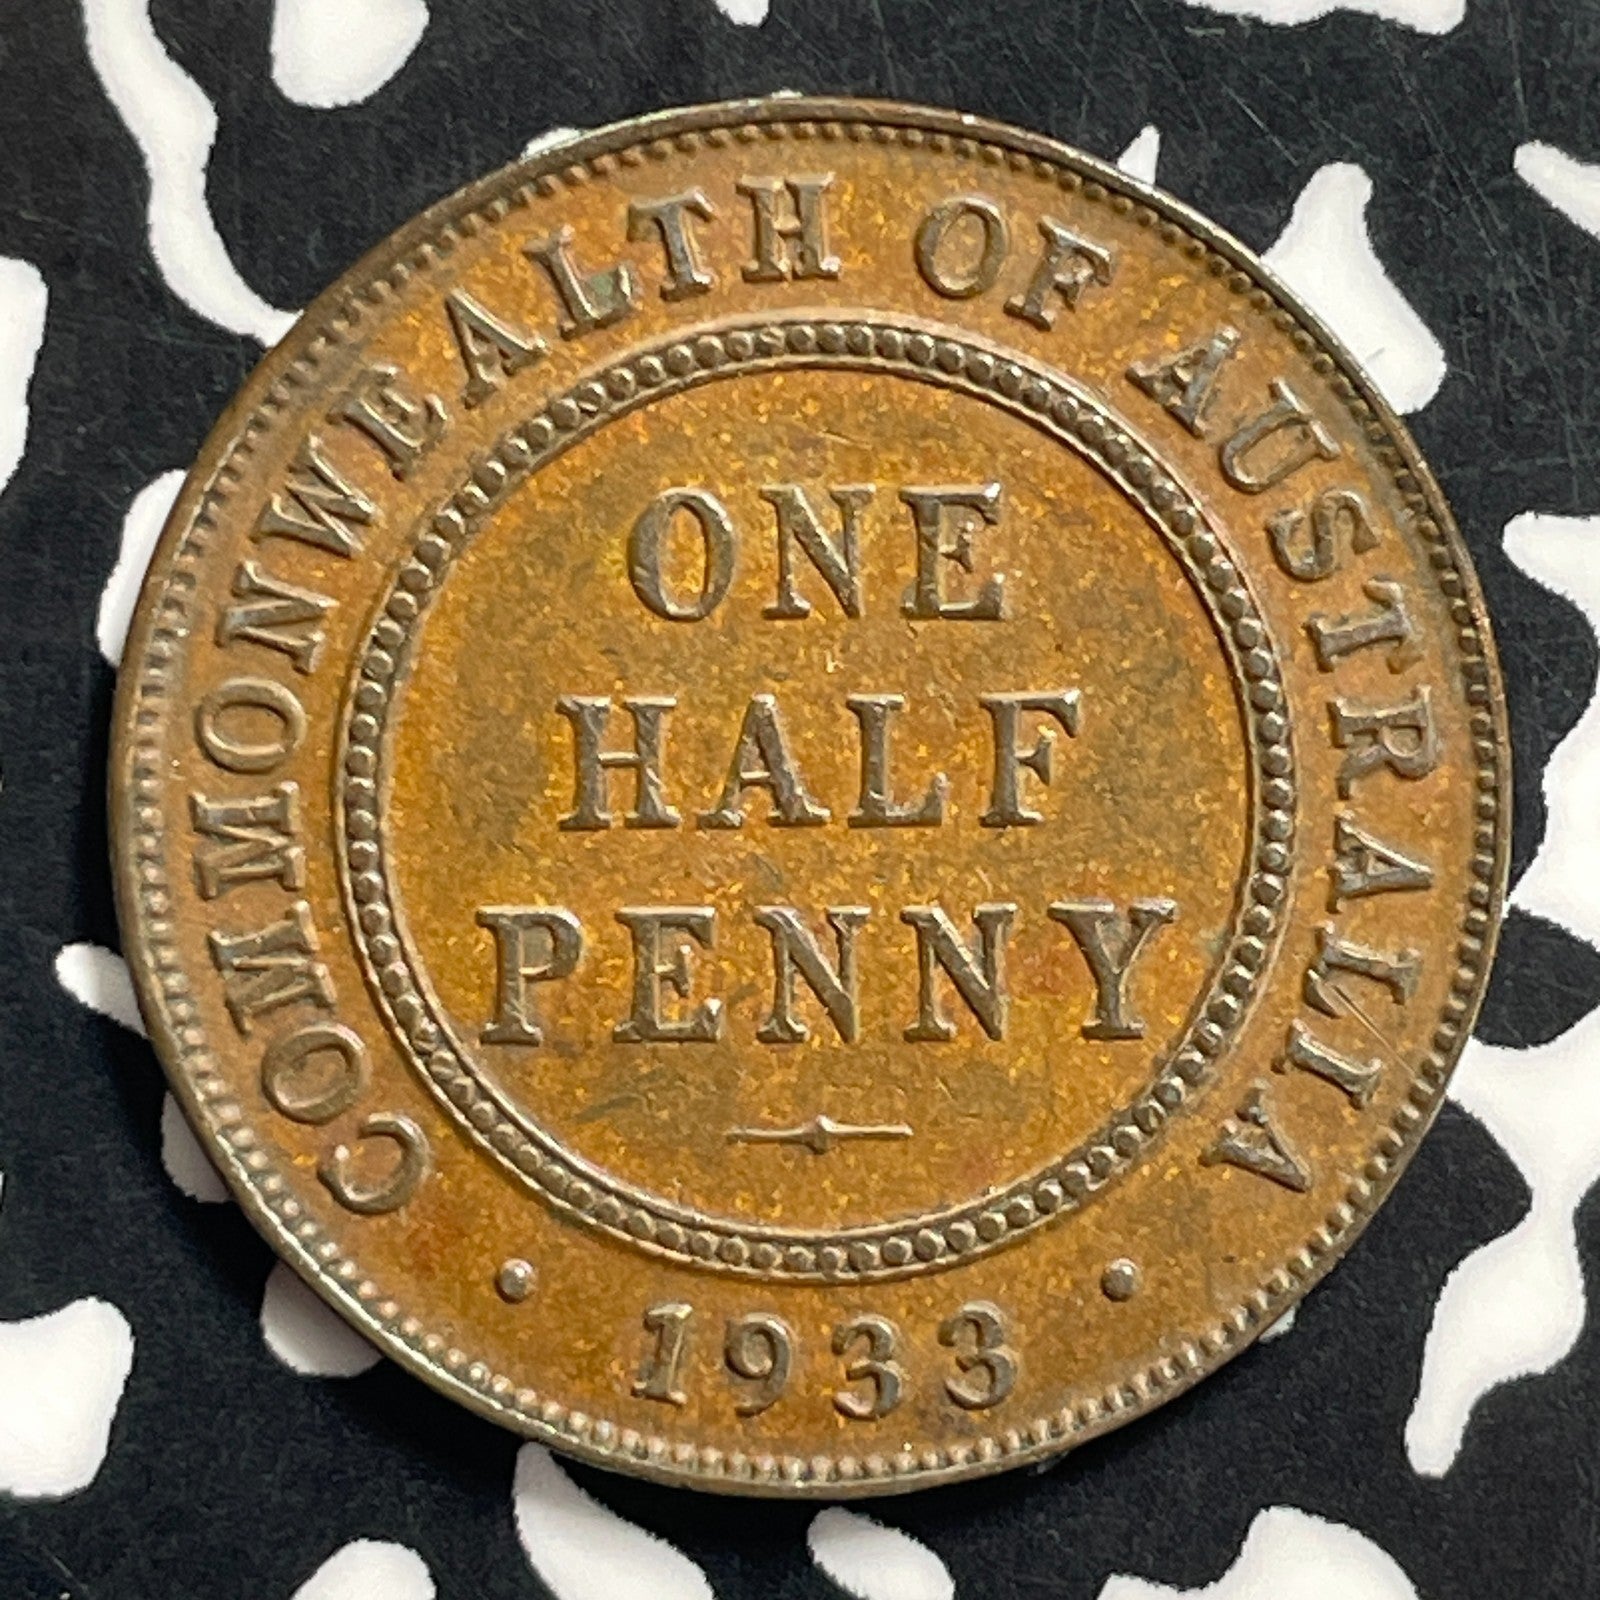 COMMONWEALTH OF AUSTRALIA
ONE
HALF
PENNY
· 1933 ·